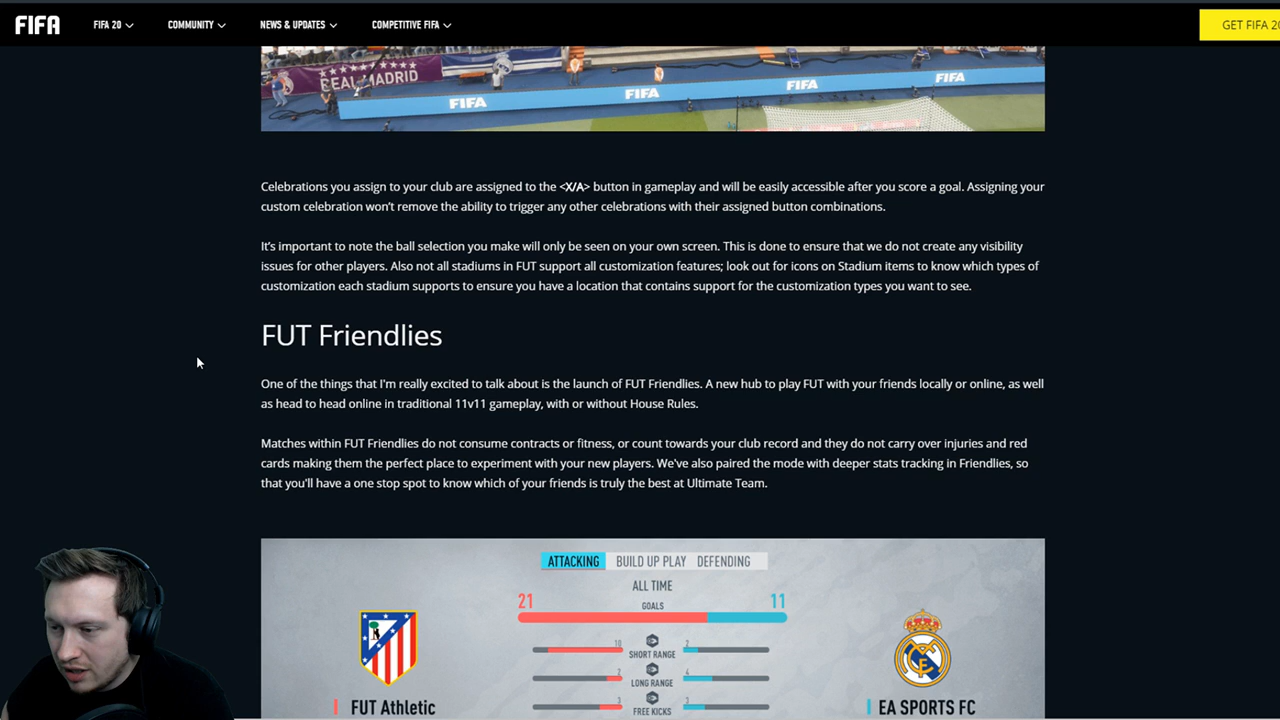 FIFA
FIFA 20
COMMUNITY
NEWS & UPDATES
COMPETITIVE FIFA
GET FIFA 20
REAL MADRID
FIFA
FIFA
FIFA
FIFA
Celebrations you assign to your club are assigned to the <X/A> button in gameplay and will be easily accessible after you score a goal. Assigning your
custom celebration won't remove the ability to trigger any other celebrations with their assigned button combinations.
It's important to note the ball selection you make will only be seen on your own screen. This is done to ensure that we do not create any visibility
issues for other players. Also not all stadiums in FUT support all customization features; look out for icons on Stadium items to know which types of
customization each stadium supports to ensure you have a location that contains support for the customization types you want to see.
FUT Friendlies
One of the things that I'm really excited to talk about is the launch of FUT Friendlies. A new hub to play FUT with your friends locally or online, as well
as head to head online in traditional 11v11 gameplay, with or without House Rules.
Matches within FUT Friendlies do not consume contracts or fitness, or count towards your club record and they do not carry over injuries and red
cards making them the perfect place to experiment with your new players. We've also paired the mode with deeper stats tracking in Friendlies, so
that you'll have a one stop spot to know which of your friends is truly the best at Ultimate Team.
ATTACKING BUILD UP PLAY DEFENDING
ALL TIME
21 GOALS 11
10 SHORT RANGE 2
2 LONG RANGE 4
3 FREE KICKS 3
FUT Athletic
EA SPORTS FC